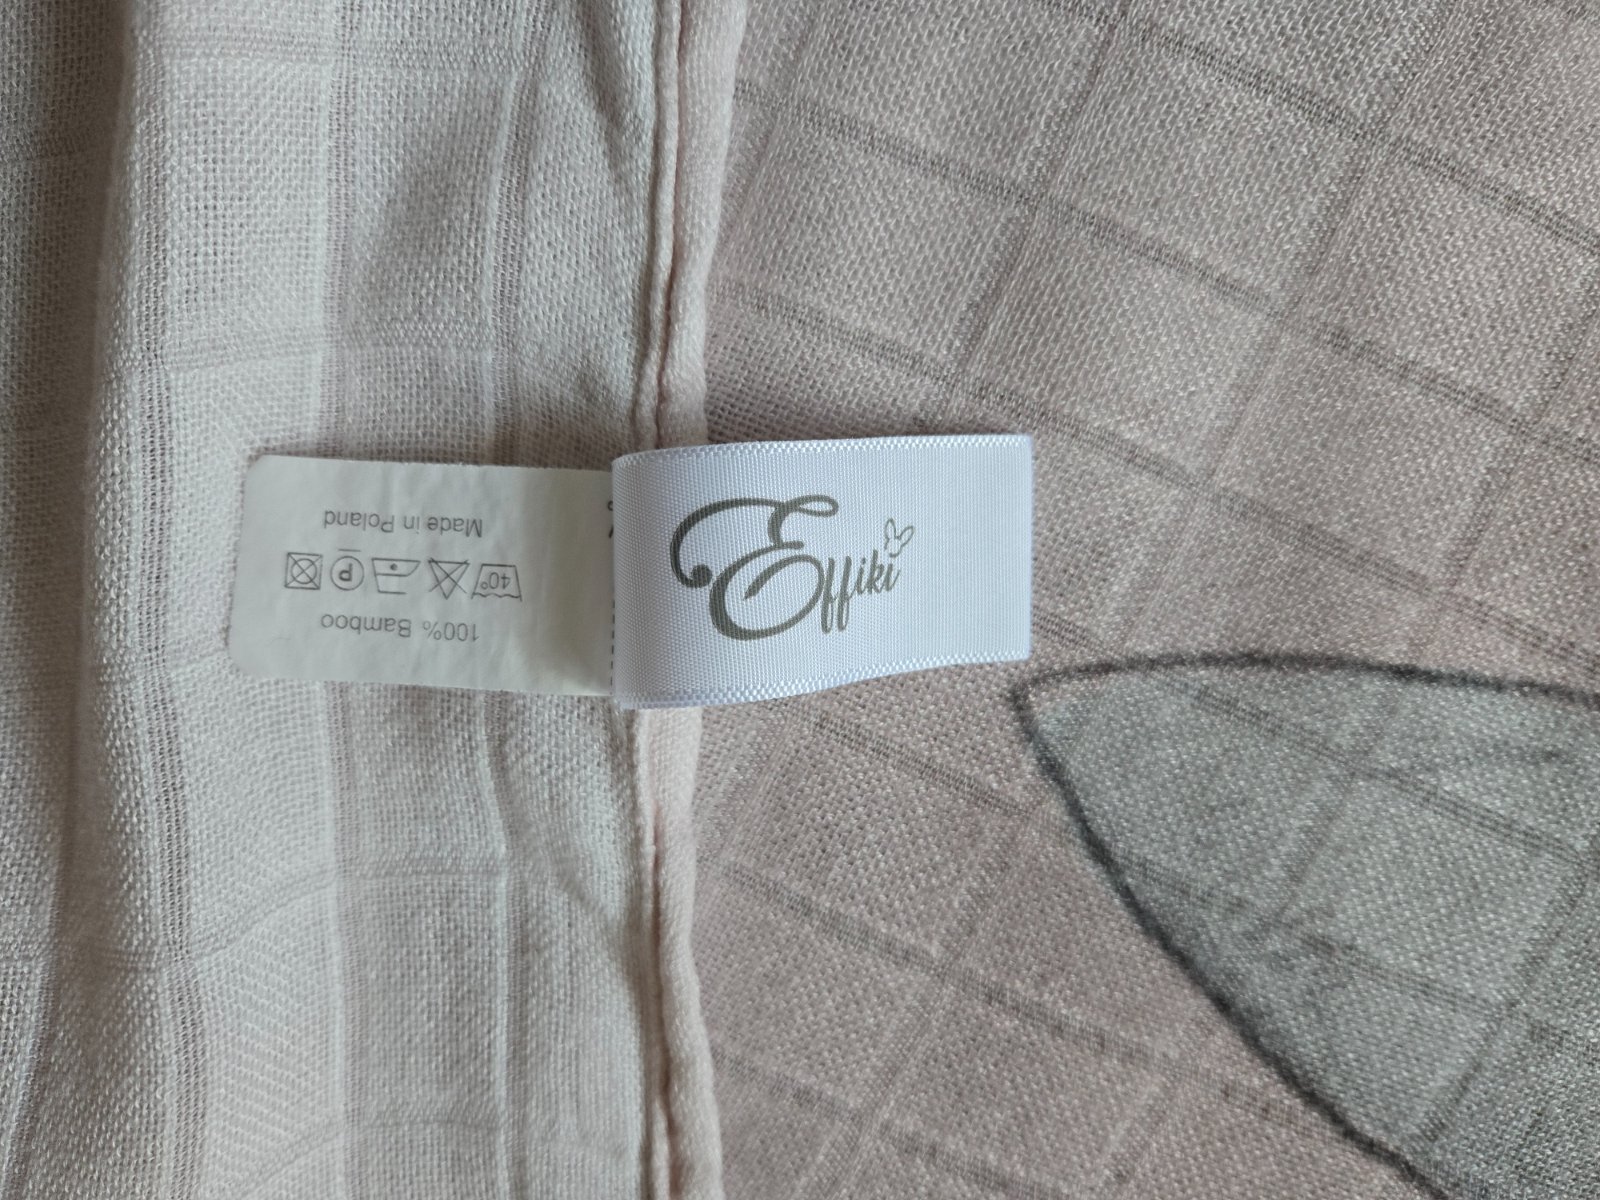 Effiki
100% Bamboo
40° P
Made in Poland